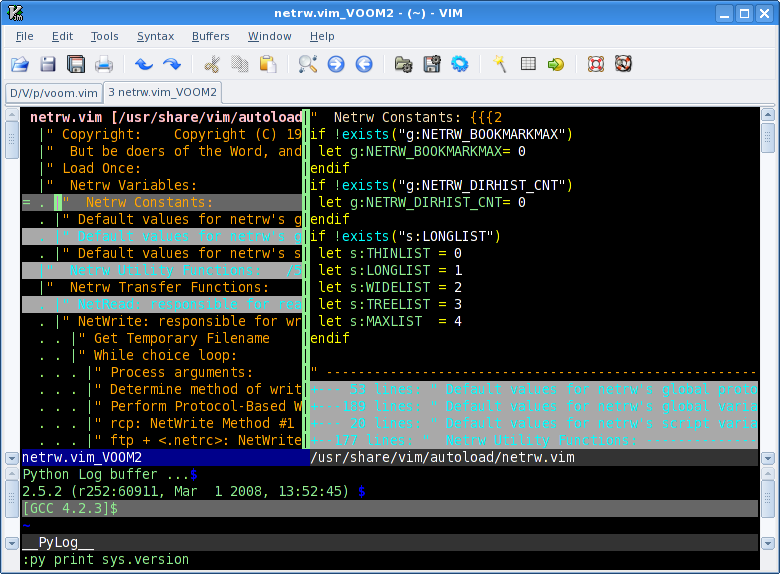 netrw.vim_VOOM2 - (~) - VIM
File Edit Tools Syntax Buffers Window Help
D/V/p/voom.vim 3 netrw.vim_VOOM2
netrw.vim [/usr/share/vim/autoload
|" Copyright:    Copyright (C) 19
|"  But be doers of the Word, and
|" Load Once:
|"  Netrw Variables:
= . |"  Netrw Constants:
. |" Default values for netrw's g
. |" Default values for netrw's g
. |" Default values for netrw's s
|"  Netrw Utility Functions:
|"  Netrw Transfer Functions:
. |" NetRead: responsible for rea
. |" NetWrite: responsible for wr
. . |" Get Temporary Filename
. . |" While choice loop:
. . . |" Process arguments:
. . . |" Determine method of writ
. . . |" Perform Protocol-Based W
. . . |" rcp: NetWrite Method #1
. . . |" ftp + <.netrc>: NetWrite
netrw.vim_VOOM2
"  Netrw Constants: {{{2
if !exists("g:NETRW_BOOKMARKMAX")
let g:NETRW_BOOKMARKMAX= 0
endif
if !exists("g:NETRW_DIRHIST_CNT")
let g:NETRW_DIRHIST_CNT= 0
endif
if !exists("s:LONGLIST")
let s:THINLIST = 0
let s:LONGLIST = 1
let s:WIDELIST = 2
let s:TREELIST = 3
let s:MAXLIST  = 4
endif
" ----------------------------------------------------
+--- 53 lines: " Default values for netrw's global proto
+---189 lines: " Default values for netrw's global varia
+--- 20 lines: " Default values for netrw's script varia
+--177 lines: "  Netrw Utility Functions: --------------
/usr/share/vim/autoload/netrw.vim
Python Log buffer ...$
2.5.2 (r252:60911, Mar  1 2008, 13:52:45) $
[GCC 4.2.3]$
~
__PyLog__
:py print sys.version